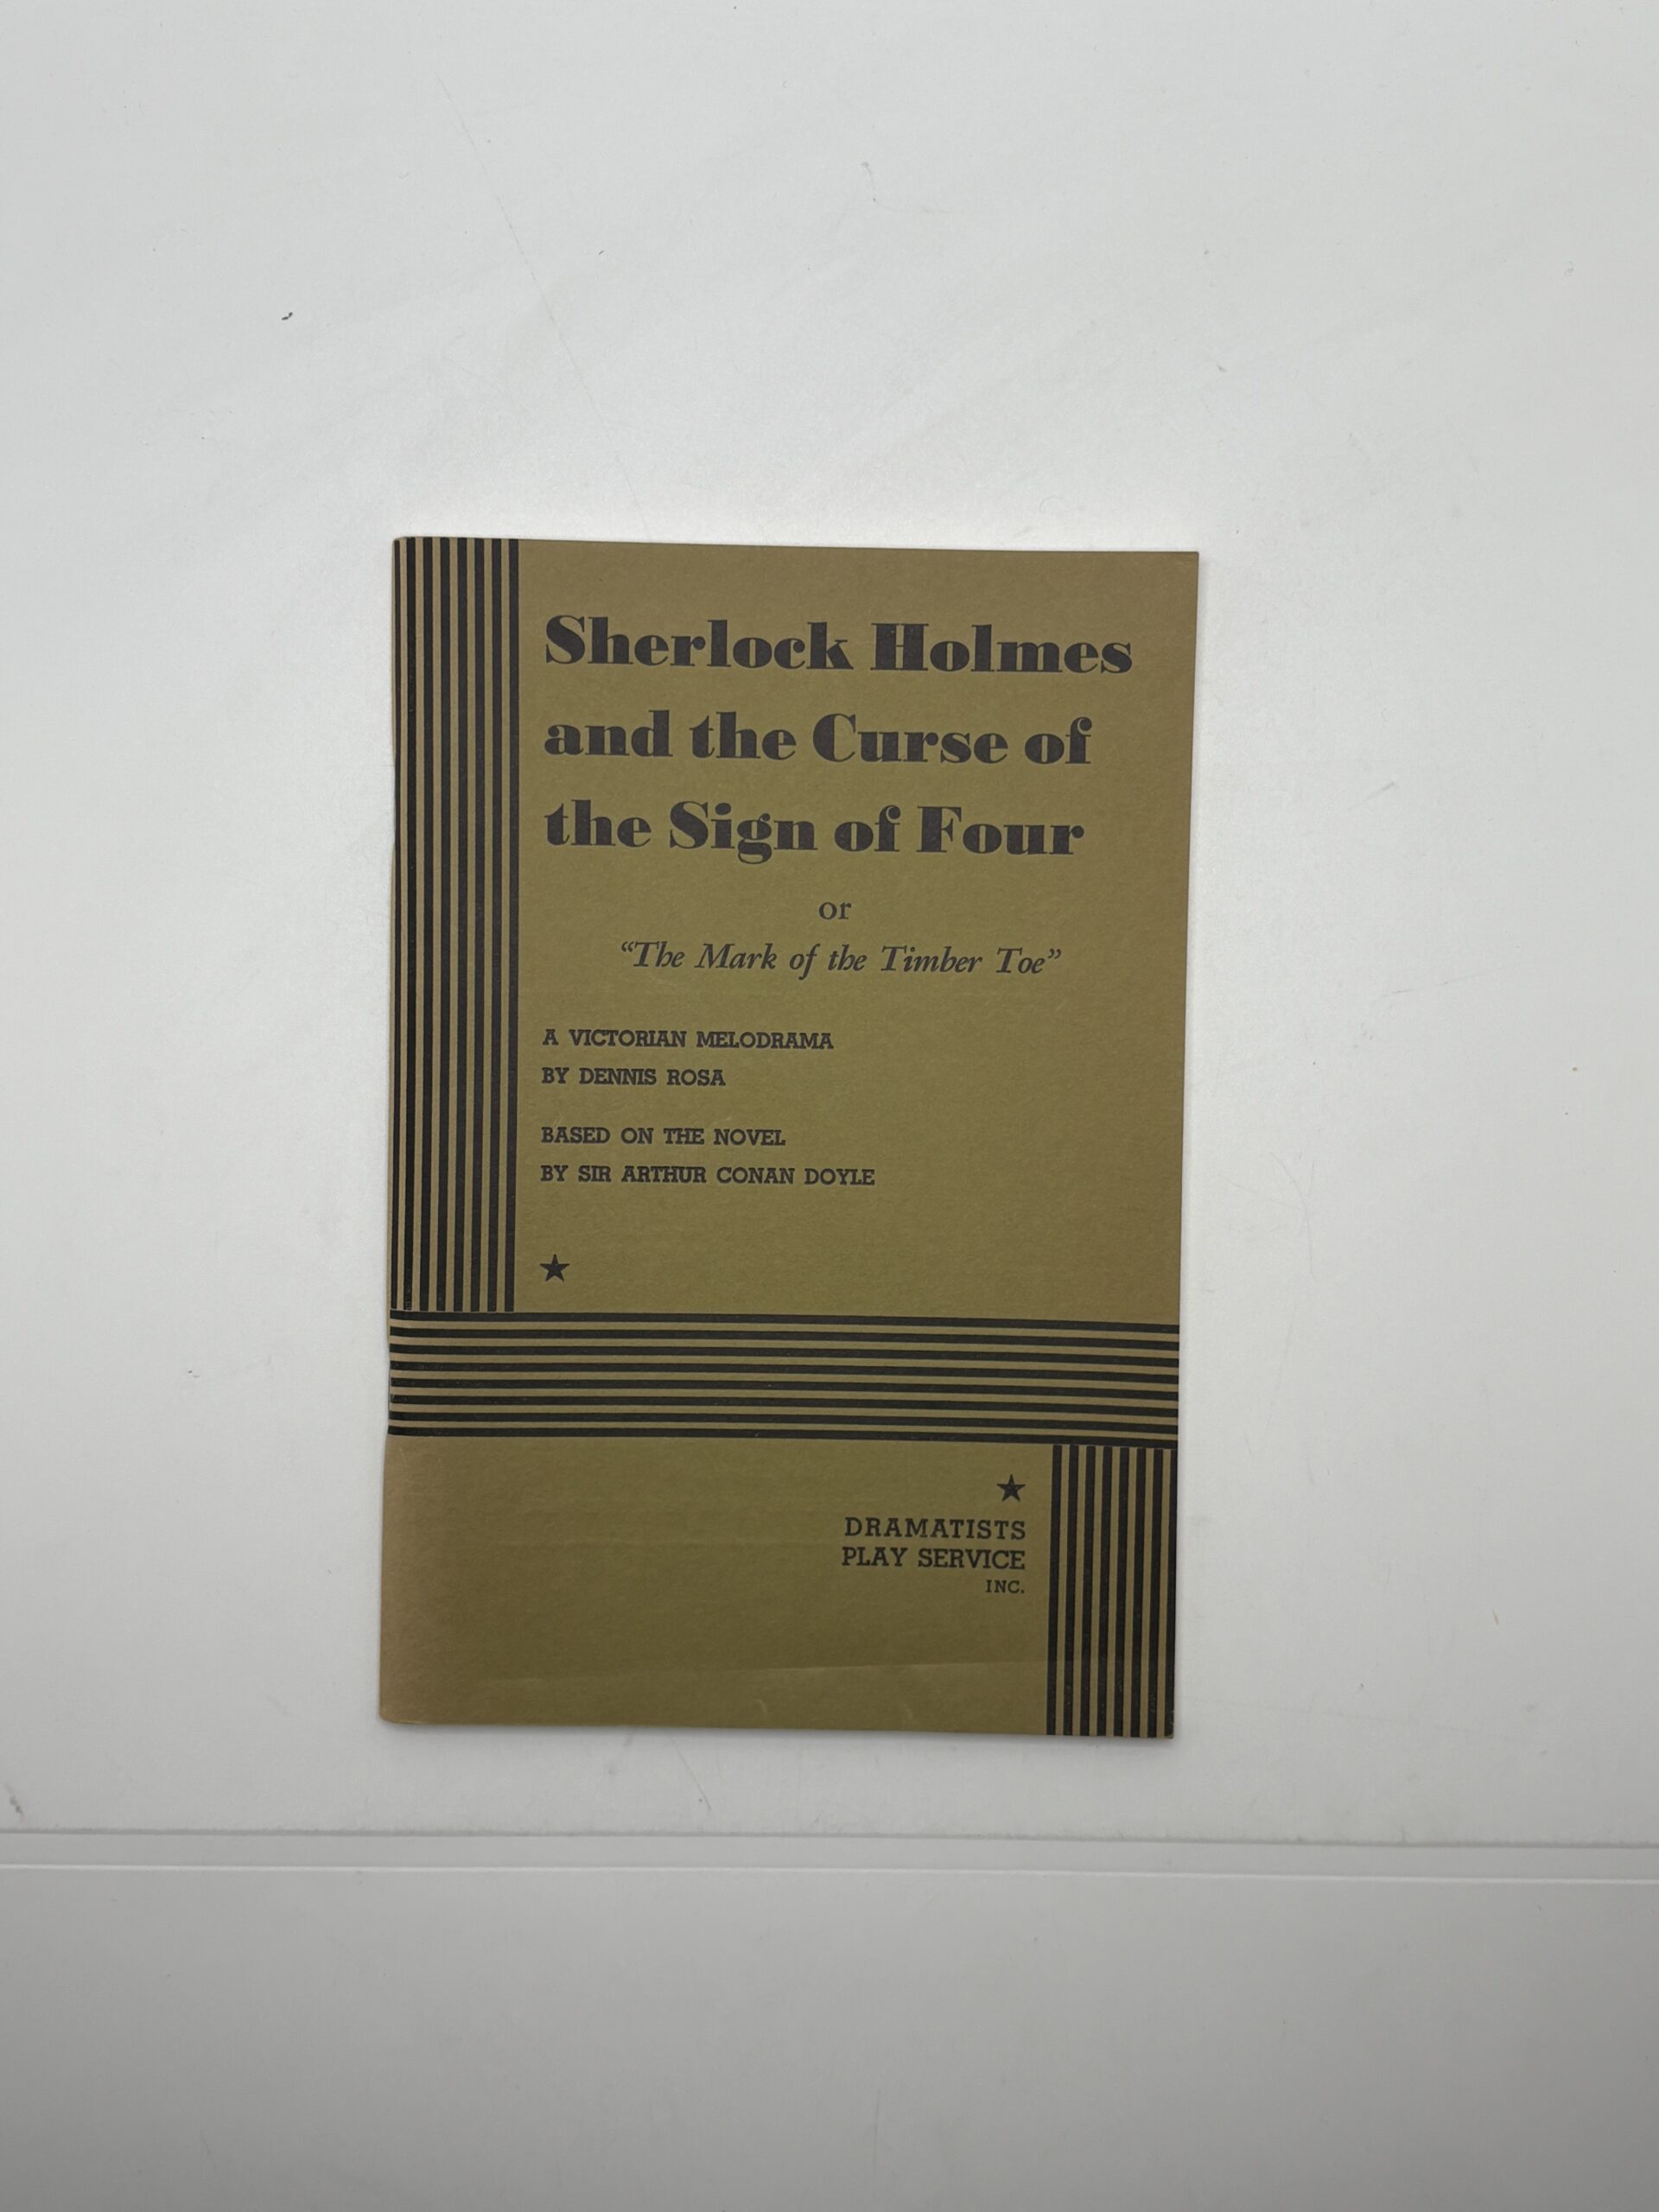 Sherlock Holmes
and the Curse of
the Sign of Four
or
“The Mark of the Timber Toe”
A VICTORIAN MELODRAMA
BY DENNIS ROSA
BASED ON THE NOVEL
BY SIR ARTHUR CONAN DOYLE
DRAMATISTS
PLAY SERVICE
INC.